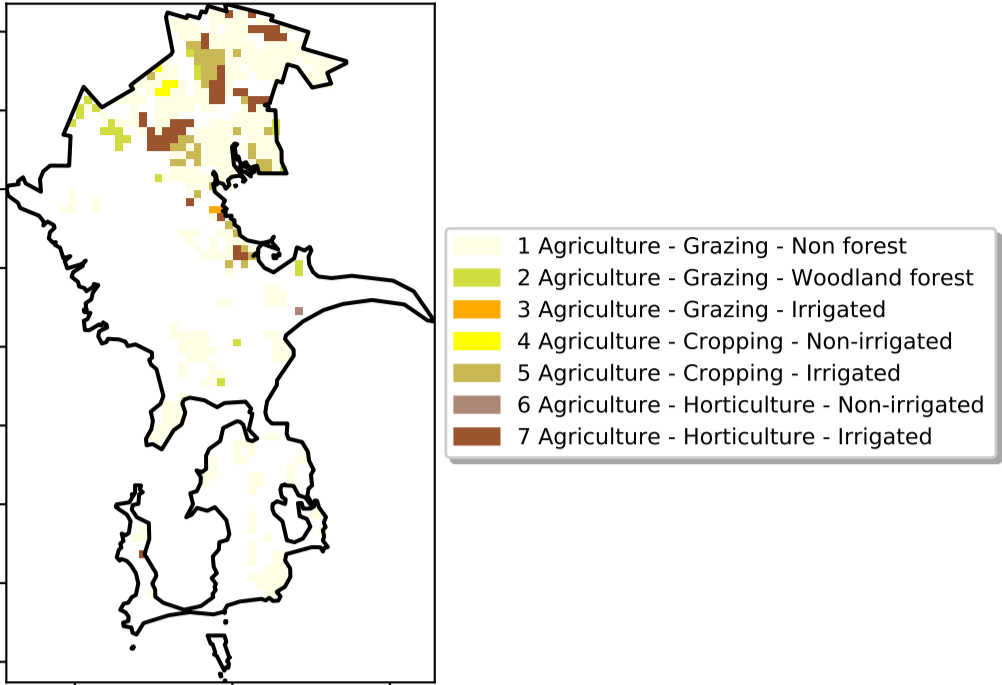 1 Agriculture - Grazing - Non forest
2 Agriculture - Grazing - Woodland forest
3 Agriculture - Grazing - Irrigated
4 Agriculture - Cropping - Non-irrigated
5 Agriculture - Cropping - Irrigated
6 Agriculture - Horticulture - Non-irrigated
7 Agriculture - Horticulture - Irrigated